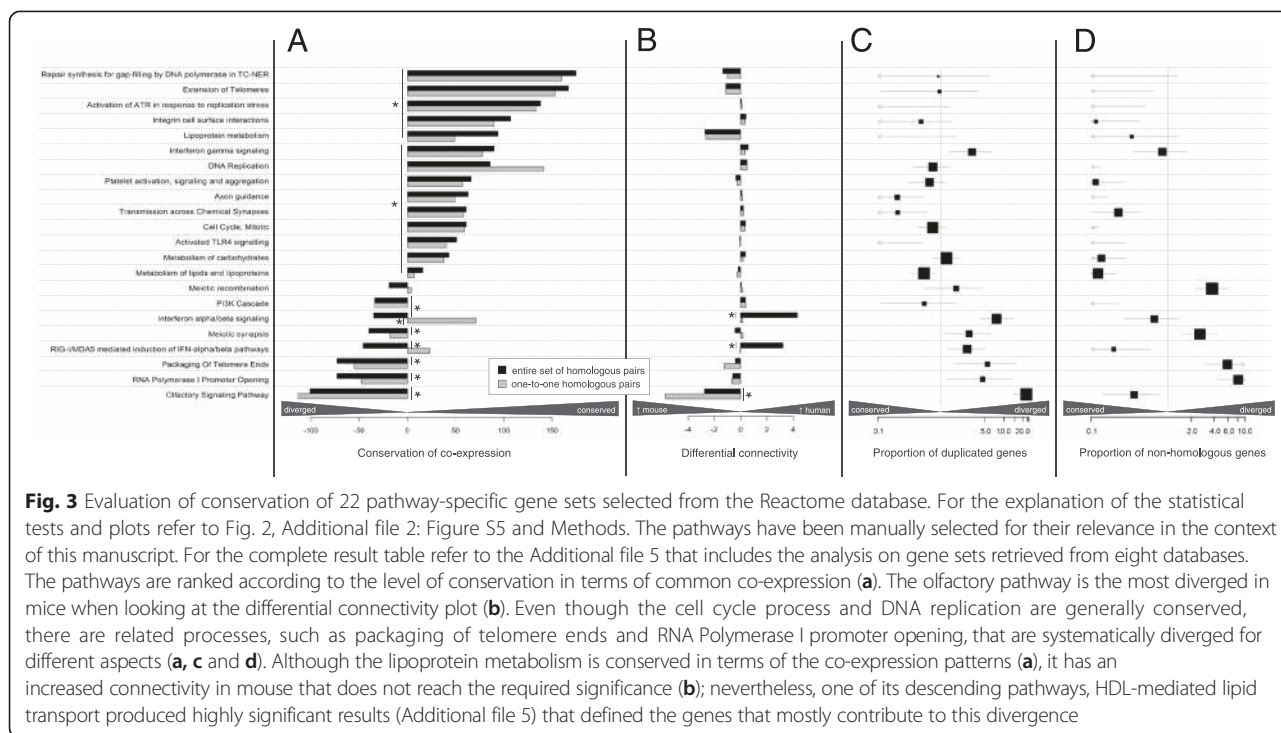 A
B
C
D
Repair synthesis for gap-filling by DNA polymerase in TC-NER
Extension of Telomeres
Activation of ATR in response to replication stress
Integrin cell surface interactions
Lipoprotein metabolism
Interferon gamma signaling
DNA Replication
Platelet activation, signaling and aggregation
Axon guidance
Transmission across Chemical Synapses
Cell Cycle, Mitotic
Activated TLR4 signalling
Metabolism of carbohydrates
Metabolism of lipids and lipoproteins
Meiotic recombination
PI3K Cascade
Interferon alpha/beta signaling
Meiotic synapsis
RIG-I/MDA5 mediated induction of IFN-alpha/beta pathways
Packaging Of Telomere Ends
RNA Polymerase I Promoter Opening
Olfactory Signaling Pathway
* * * * * * * * *
* * *
■ entire set of homologous pairs
■ one-to-one homologous pairs
diverged conserved
↑ mouse ↑ human
conserved diverged
conserved diverged
-100 -50 0 50 100 150
-4 -2 0 2 4
0.1 5.0 10.0 20.0
0.1 2.0 4.0 6.0 10.0
Conservation of co-expression
Differential connectivity
Proportion of duplicated genes
Proportion of non-homologous genes
Fig. 3 Evaluation of conservation of 22 pathway-specific gene sets selected from the Reactome database. For the explanation of the statistical
tests and plots refer to Fig. 2, Additional file 2: Figure S5 and Methods. The pathways have been manually selected for their relevance in the context
of this manuscript. For the complete result table refer to the Additional file 5 that includes the analysis on gene sets retrieved from eight databases.
The pathways are ranked according to the level of conservation in terms of common co-expression (a). The olfactory pathway is the most diverged in
mice when looking at the differential connectivity plot (b). Even though the cell cycle process and DNA replication are generally conserved,
there are related processes, such as packaging of telomere ends and RNA Polymerase I promoter opening, that are systematically diverged for
different aspects (a, c and d). Although the lipoprotein metabolism is conserved in terms of the co-expression patterns (a), it has an
increased connectivity in mouse that does not reach the required significance (b); nevertheless, one of its descending pathways, HDL-mediated lipid
transport produced highly significant results (Additional file 5) that defined the genes that mostly contribute to this divergence